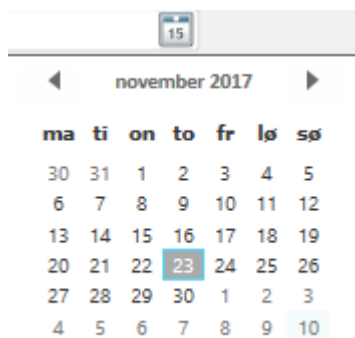 15
november 2017
ma ti on to fr lø sø
30 31 1 2 3 4 5
6 7 8 9 10 11 12
13 14 15 16 17 18 19
20 21 22 23 24 25 26
27 28 29 30 1 2 3
4 5 6 7 8 9 10